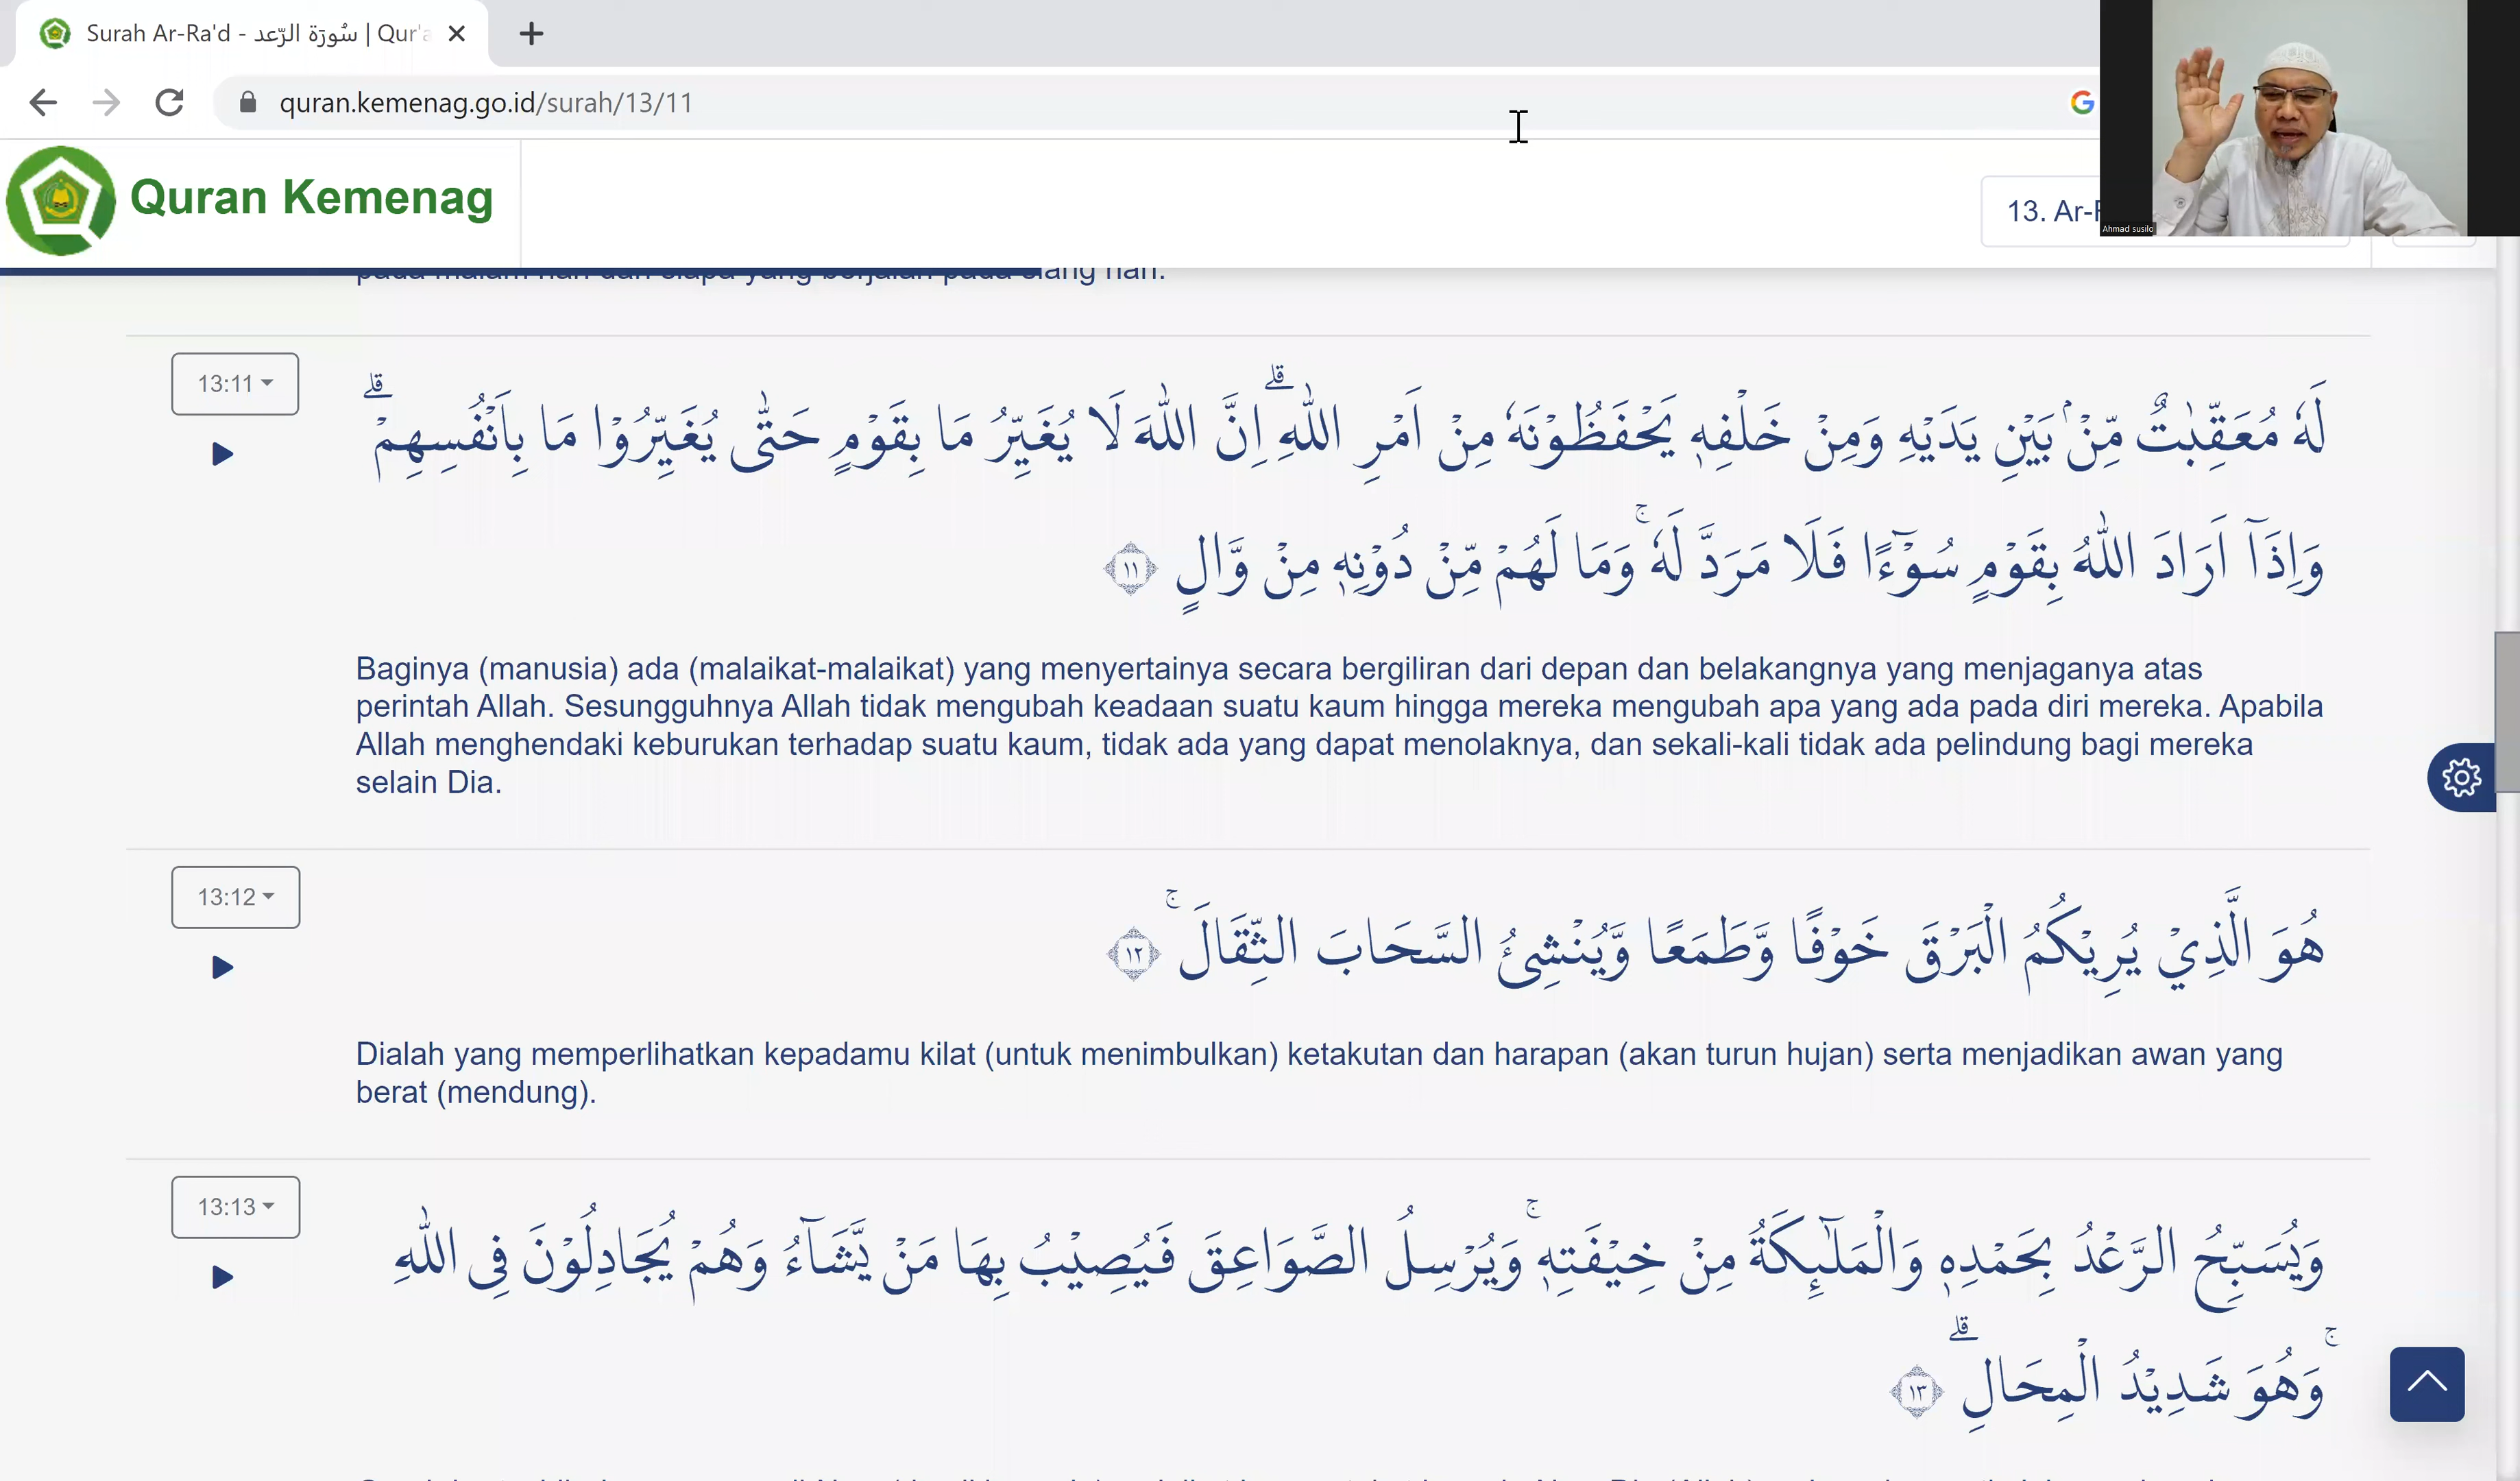 Surah Ar-Ra'd - سُورَة الرّعد | Qur'a
quran.kemenag.go.id/surah/13/11
Quran Kemenag
13. Ar-
Ahmad susilo
13:11
لَهٗ مُعَقِّبٰتٌ مِّنْۢ بَيْنِ يَدَيْهِ وَمِنْ خَلْفِهٖ يَحْفَظُوْنَهٗ مِنْ اَمْرِ اللّٰهِ ۗاِنَّ اللّٰهَ لَا يُغَيِّرُ مَا بِقَوْمٍ حَتّٰى يُغَيِّرُوْا مَا بِاَنْفُسِهِمْۗ
وَاِذَآ اَرَادَ اللّٰهُ بِقَوْمٍ سُوْۤءًا فَلَا مَرَدَّ لَهٗ ۚوَمَا لَهُمْ مِّنْ دُوْنِهٖ مِنْ وَّالٍ ١١
Baginya (manusia) ada (malaikat-malaikat) yang menyertainya secara bergiliran dari depan dan belakangnya yang menjaganya atas
perintah Allah. Sesungguhnya Allah tidak mengubah keadaan suatu kaum hingga mereka mengubah apa yang ada pada diri mereka. Apabila
Allah menghendaki keburukan terhadap suatu kaum, tidak ada yang dapat menolaknya, dan sekali-kali tidak ada pelindung bagi mereka
selain Dia.
13:12
هُوَ الَّذِيْ يُرِيْكُمُ الْبَرْقَ خَوْفًا وَّطَمَعًا وَّيُنْشِئُ السَّحَابَ الثِّقَالَۚ ١٢
Dialah yang memperlihatkan kepadamu kilat (untuk menimbulkan) ketakutan dan harapan (akan turun hujan) serta menjadikan awan yang
berat (mendung).
13:13
وَيُسَبِّحُ الرَّعْدُ بِحَمْدِهٖ وَالْمَلٰۤىِٕكَةُ مِنْ خِيْفَتِهٖۚ وَيُرْسِلُ الصَّوَاعِقَ فَيُصِيْبُ بِهَا مَنْ يَّشَاۤءُ وَهُمْ يُجَادِلُوْنَ فِى اللّٰهِ
ۚوَهُوَ شَدِيْدُ الْمِحَالِۗ ١٣